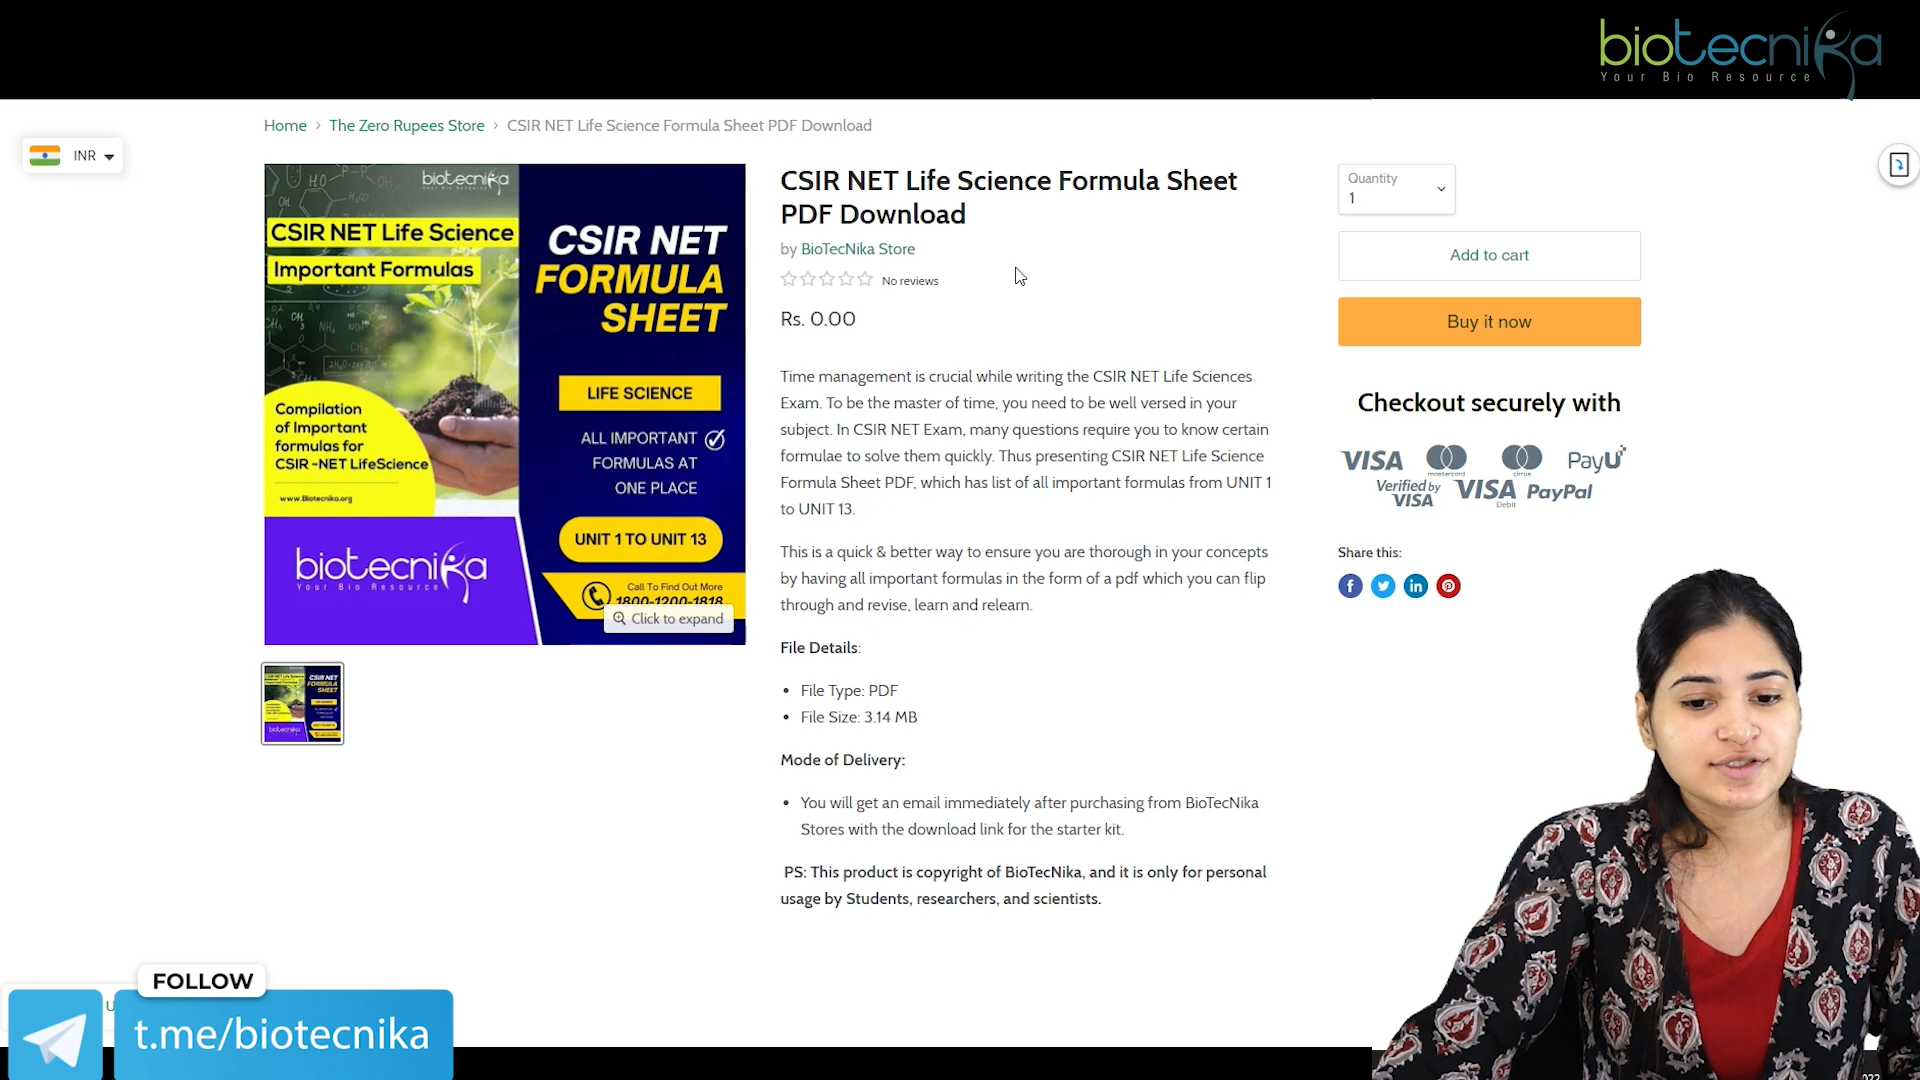 biotecnika
Your Bio Resource
Home > The Zero Rupees Store > CSIR NET Life Science Formula Sheet PDF Download
INR
biotecnika
CSIR NET Life Science
Important Formulas
Compilation
of Important
formulas for
CSIR -NET LifeScience
www.Biotecnika.org
biotecnika
Your Bio Resource
CSIR NET
FORMULA
SHEET
LIFE SCIENCE
ALL IMPORTANT
FORMULAS AT
ONE PLACE
UNIT 1 TO UNIT 13
Call To Find Out More
1800-1200-1818
Click to expand
CSIR NET Life Science Formula Sheet
PDF Download
by BioTecNika Store
No reviews
Rs. 0.00
Time management is crucial while writing the CSIR NET Life Sciences
Exam. To be the master of time, you need to be well versed in your
subject. In CSIR NET Exam, many questions require you to know certain
formulae to solve them quickly. Thus presenting CSIR NET Life Science
Formula Sheet PDF, which has list of all important formulas from UNIT 1
to UNIT 13.
This is a quick & better way to ensure you are thorough in your concepts
by having all important formulas in the form of a pdf which you can flip
through and revise, learn and relearn.
File Details:
• File Type: PDF
• File Size: 3.14 MB
Mode of Delivery:
• You will get an email immediately after purchasing from BioTecNika
Stores with the download link for the starter kit.
PS: This product is copyright of BioTecNika, and it is only for personal
usage by Students, researchers, and scientists.
Quantity
1
Add to cart
Buy it now
Checkout securely with
VISA mastercard cirrus PayU
Verified by VISA VISA Debit PayPal
Share this:
FOLLOW
t.me/biotecnika